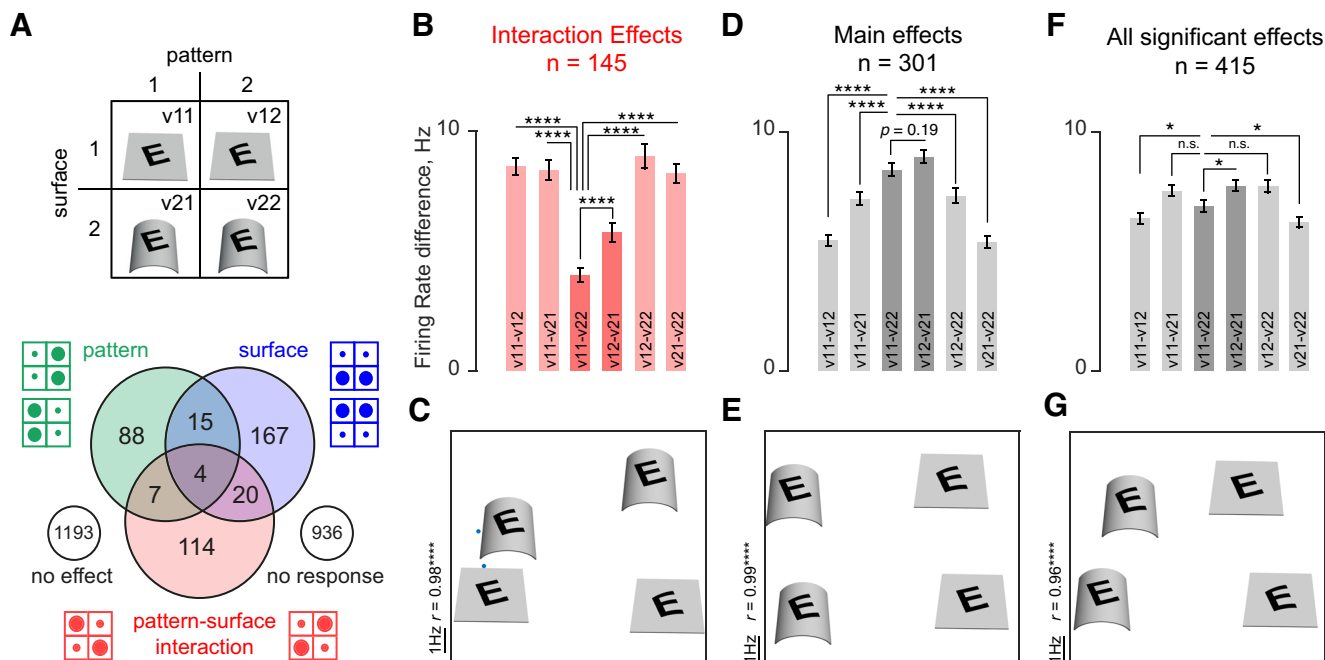 A
pattern
1 2
v11 v12
E E
1
surface
v21 v22
E E
2
pattern surface
88 15 167
4
7 20
114
1193 936
no effect no response
pattern-surface
interaction
B
Interaction Effects
n = 145
**** ****
**** ****
****
10
Firing Rate difference, Hz
0
v11-v12 v11-v21 v11-v22 v12-v21 v12-v22 v21-v22
C
E
E
E
E
1Hz r = 0.98****
D
Main effects
n = 301
**** ****
**** ****
p = 0.19
10
0
v11-v12 v11-v21 v11-v22 v12-v21 v12-v22 v21-v22
E
E E
E E
1Hz r = 0.99****
F
All significant effects
n = 415
* *
n.s. n.s.
*
10
0
v11-v12 v11-v21 v11-v22 v12-v21 v12-v22 v21-v22
G
E E
E E
1Hz r = 0.96****